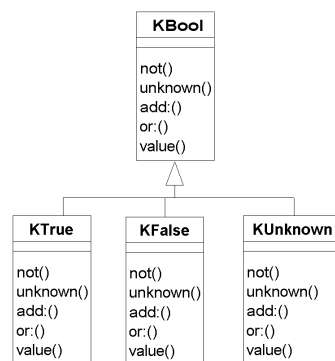 KBool
not()
unknown()
add:()
or:()
value()
KTrue
not()
unknown()
add:()
or:()
value()
KFalse
not()
unknown()
add:()
or:()
value()
KUnknown
not()
unknown()
add:()
or:()
value()